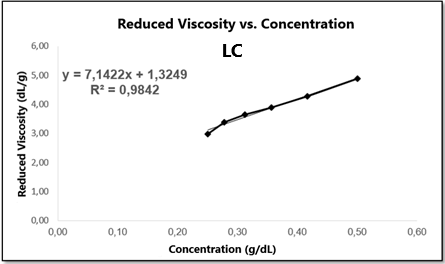 Reduced Viscosity vs. Concentration
LC
y = 7,1422x + 1,3249
R² = 0,9842
Reduced Viscosity (dL/g)
6,00
5,00
4,00
3,00
2,00
1,00
0,00
0,00 0,10 0,20 0,30 0,40 0,50 0,60
Concentration (g/dL)